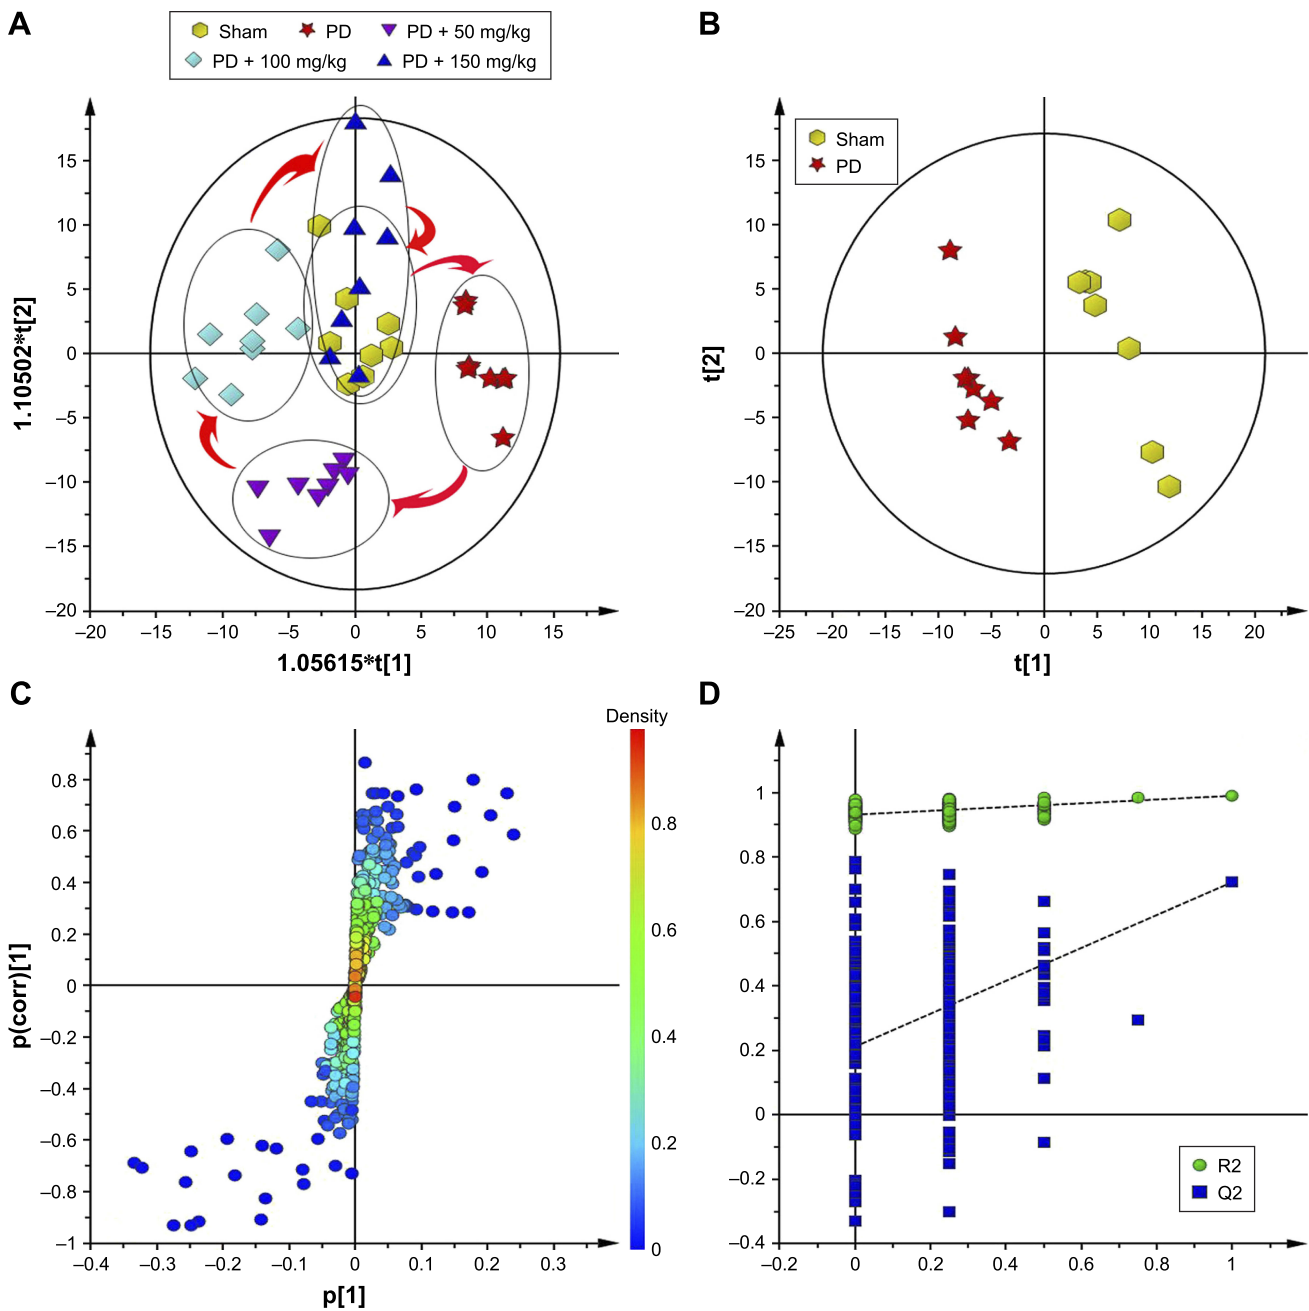 A
Sham PD PD + 50 mg/kg
PD + 100 mg/kg PD + 150 mg/kg
15
10
5
0
–5
–10
–15
–20
–20 –15 –10 –5 0 5 10 15
1.10502*t[2]
1.05615*t[1]
B
Sham
PD
15
10
5
0
–5
–10
–15
–20
–25 –20 –15 –10 –5 0 5 10 15 20
t[2]
t[1]
C
Density
0.8
0.6
0.4
0.2
0
–0.2
–0.4
–0.6
–0.8
–1
–0.4 –0.3 –0.2 –0.1 0 0.1 0.2 0.3
p(corr)[1]
p[1]
0.8
0.6
0.4
0.2
0
D
1
0.8
0.6
0.4
0.2
0
–0.2
–0.4
–0.2 0 0.2 0.4 0.6 0.8 1
R2
Q2